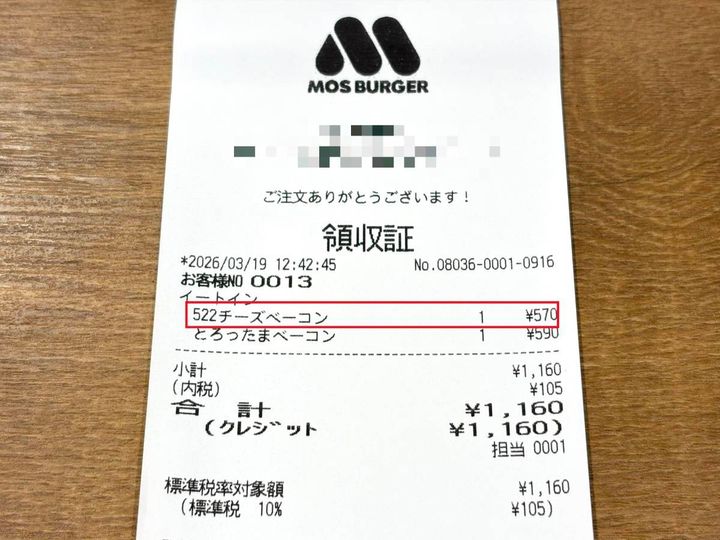 MOS BURGER
ご注文ありがとうございます！
領収証
*2026/03/19 12:42:45 No.08036-0001-0916
お客様NO 0013
イートイン
522チーズベーコン 1 ¥570
とろったまベーコン 1 ¥590
小計 ¥1,160
(内税) ¥105
合 計 ¥1,160
(クレジット ¥1,160)
担当 0001
標準税率対象額 ¥1,160
(標準税 10% ¥105)